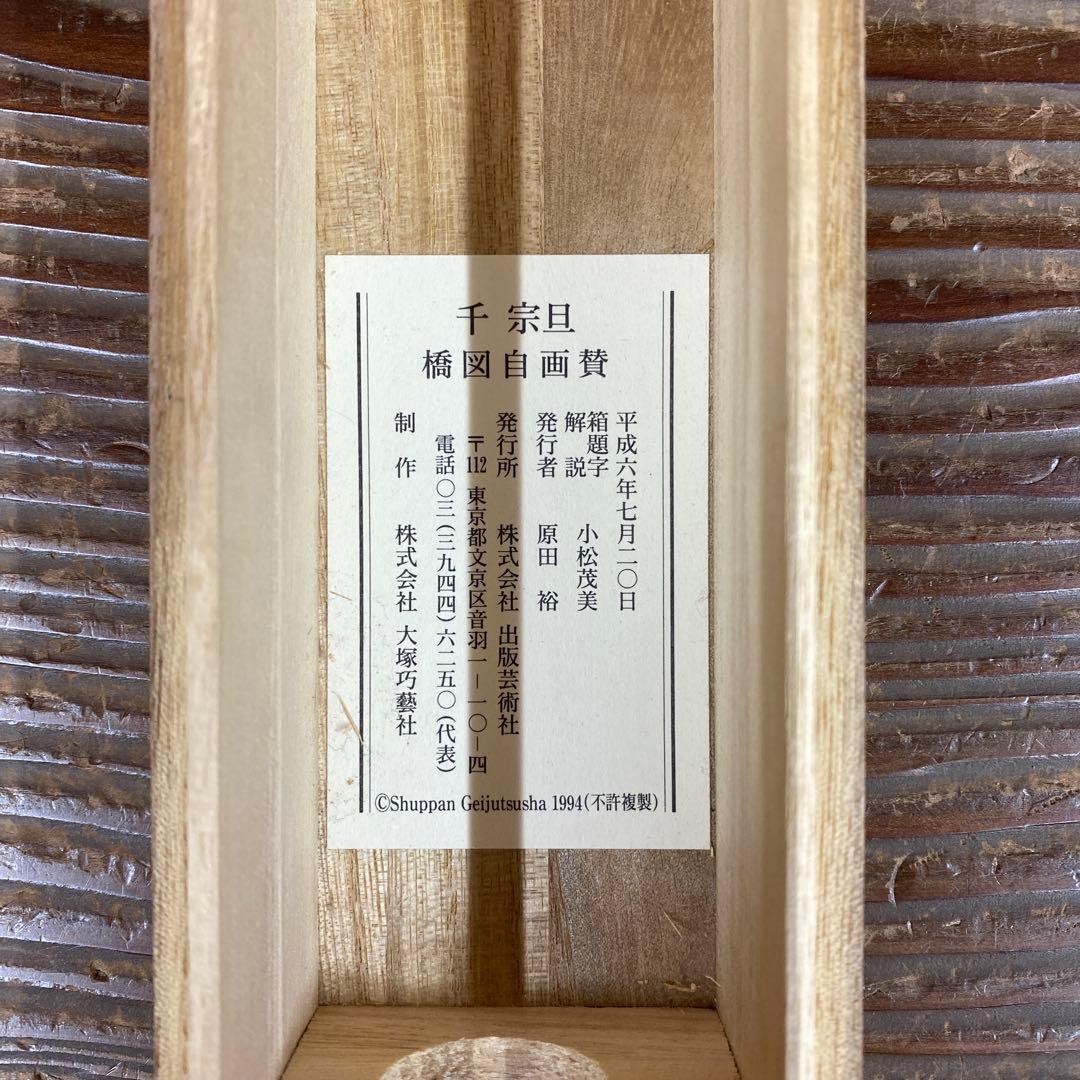 千 宗旦
橋図自画賛
平成六年七月二〇日
箱題字
解説 小松茂美
発行者 原田 裕
発行所 株式会社 出版芸術社
〒112 東京都文京区音羽一-一〇-四
電話〇三(三九四四)六二五〇(代表)
制作 株式会社 大塚巧藝社
©Shuppan Geijutsusha 1994(不許複製)